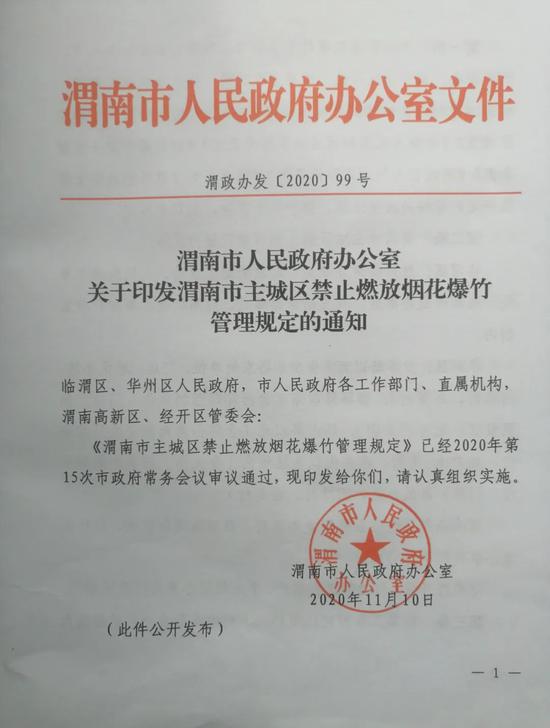 渭南市人民政府办公室文件
渭政办发〔2020〕99号
渭南市人民政府办公室
关于印发渭南市主城区禁止燃放烟花爆竹
管理规定的通知
临渭区、华州区人民政府，市人民政府各工作部门、直属机构，
渭南高新区、经开区管委会：
《渭南市主城区禁止燃放烟花爆竹管理规定》已经2020年第
15次市政府常务会议审议通过，现印发给你们，请认真组织实施。
渭南市人民政府
办公室
渭南市人民政府办公室
2020年11月10日
（此件公开发布）
— 1 —